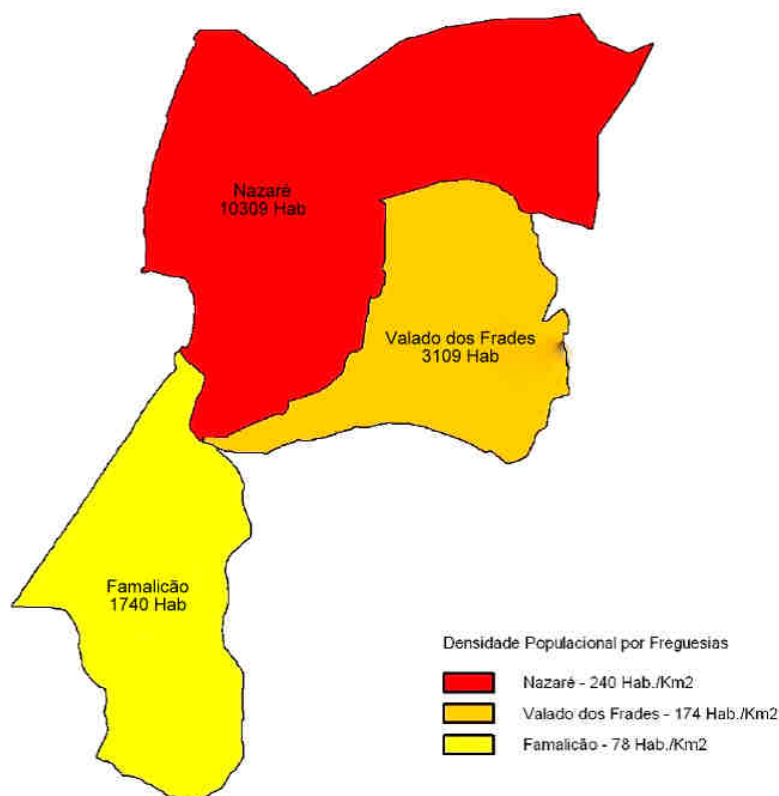 Nazaré
10309 Hab
Valado dos Frades
3109 Hab
Famalicão
1740 Hab
Densidade Populacional por Freguesias
Nazaré - 240 Hab./Km2
Valado dos Frades - 174 Hab./Km2
Famalicão - 78 Hab./Km2